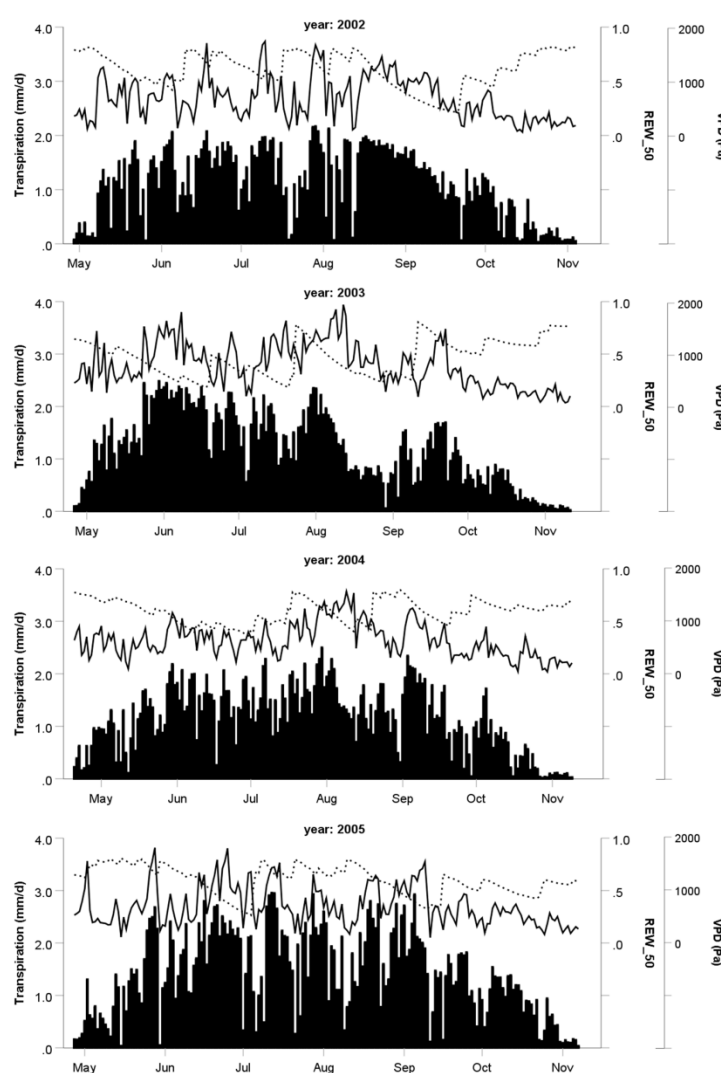 year: 2002
4.0 1.0 2000
3.0 .5 1000
2.0 .0 0
1.0
.0
Transpiration (mm/d)
REW_50
May Jun Jul Aug Sep Oct Nov
year: 2003
4.0 1.0 2000
3.0 .5 1000
2.0 .0 0
1.0
.0
Transpiration (mm/d)
REW_50
VPD (Pa)
May Jun Jul Aug Sep Oct Nov
year: 2004
4.0 1.0 2000
3.0 .5 1000
2.0 .0 0
1.0
.0
Transpiration (mm/d)
REW_50
VPD (Pa)
May Jun Jul Aug Sep Oct Nov
year: 2005
4.0 1.0 2000
3.0 .5 1000
2.0 .0 0
1.0
.0
Transpiration (mm/d)
REW_50
VPD (Pa)
May Jun Jul Aug Sep Oct Nov